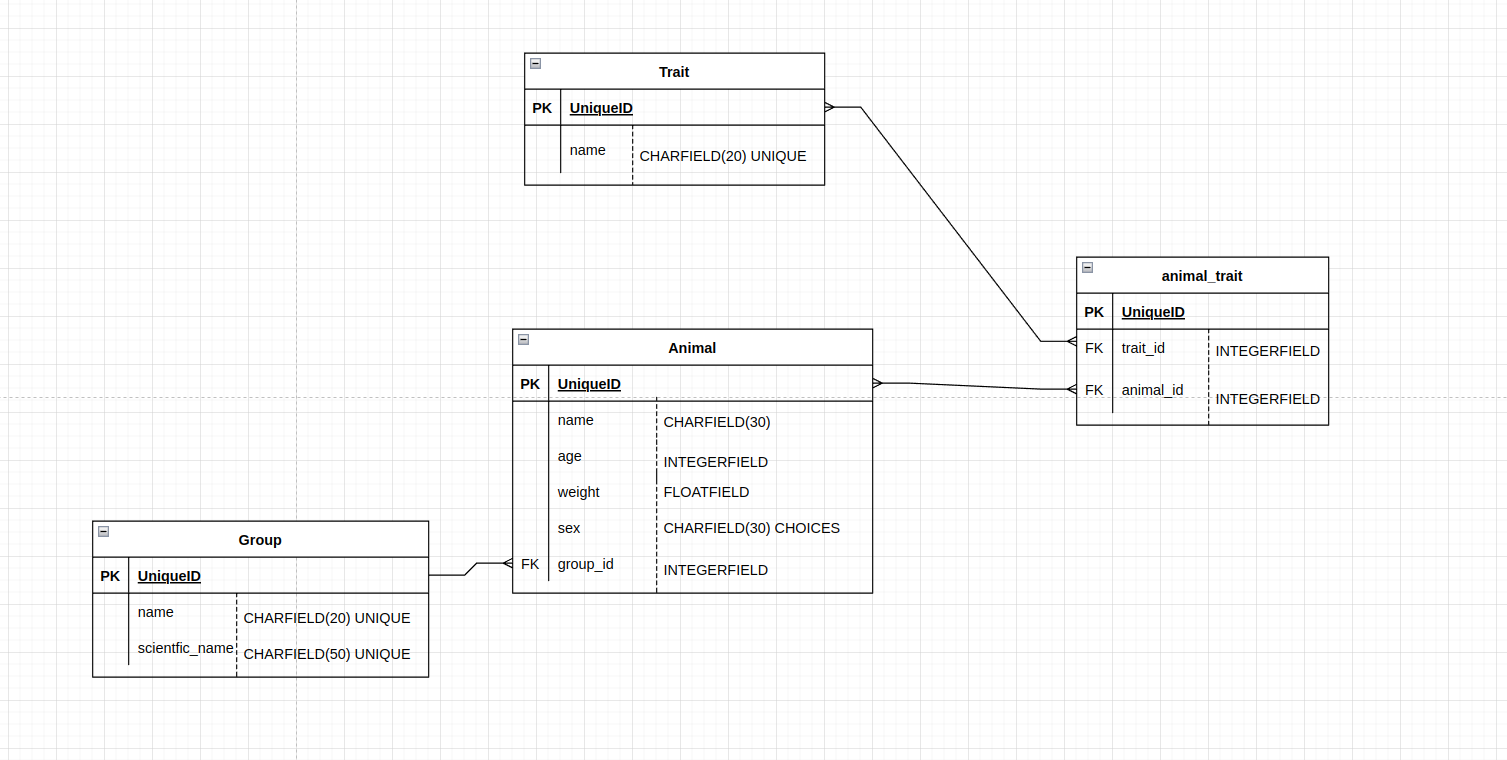 Trait
PK UniqueID
name CHARFIELD(20) UNIQUE
animal_trait
PK UniqueID
FK trait_id INTEGERFIELD
FK animal_id INTEGERFIELD
Animal
PK UniqueID
name CHARFIELD(30)
age INTEGERFIELD
weight FLOATFIELD
sex CHARFIELD(30) CHOICES
FK group_id INTEGERFIELD
Group
PK UniqueID
name CHARFIELD(20) UNIQUE
scientfic_name CHARFIELD(50) UNIQUE